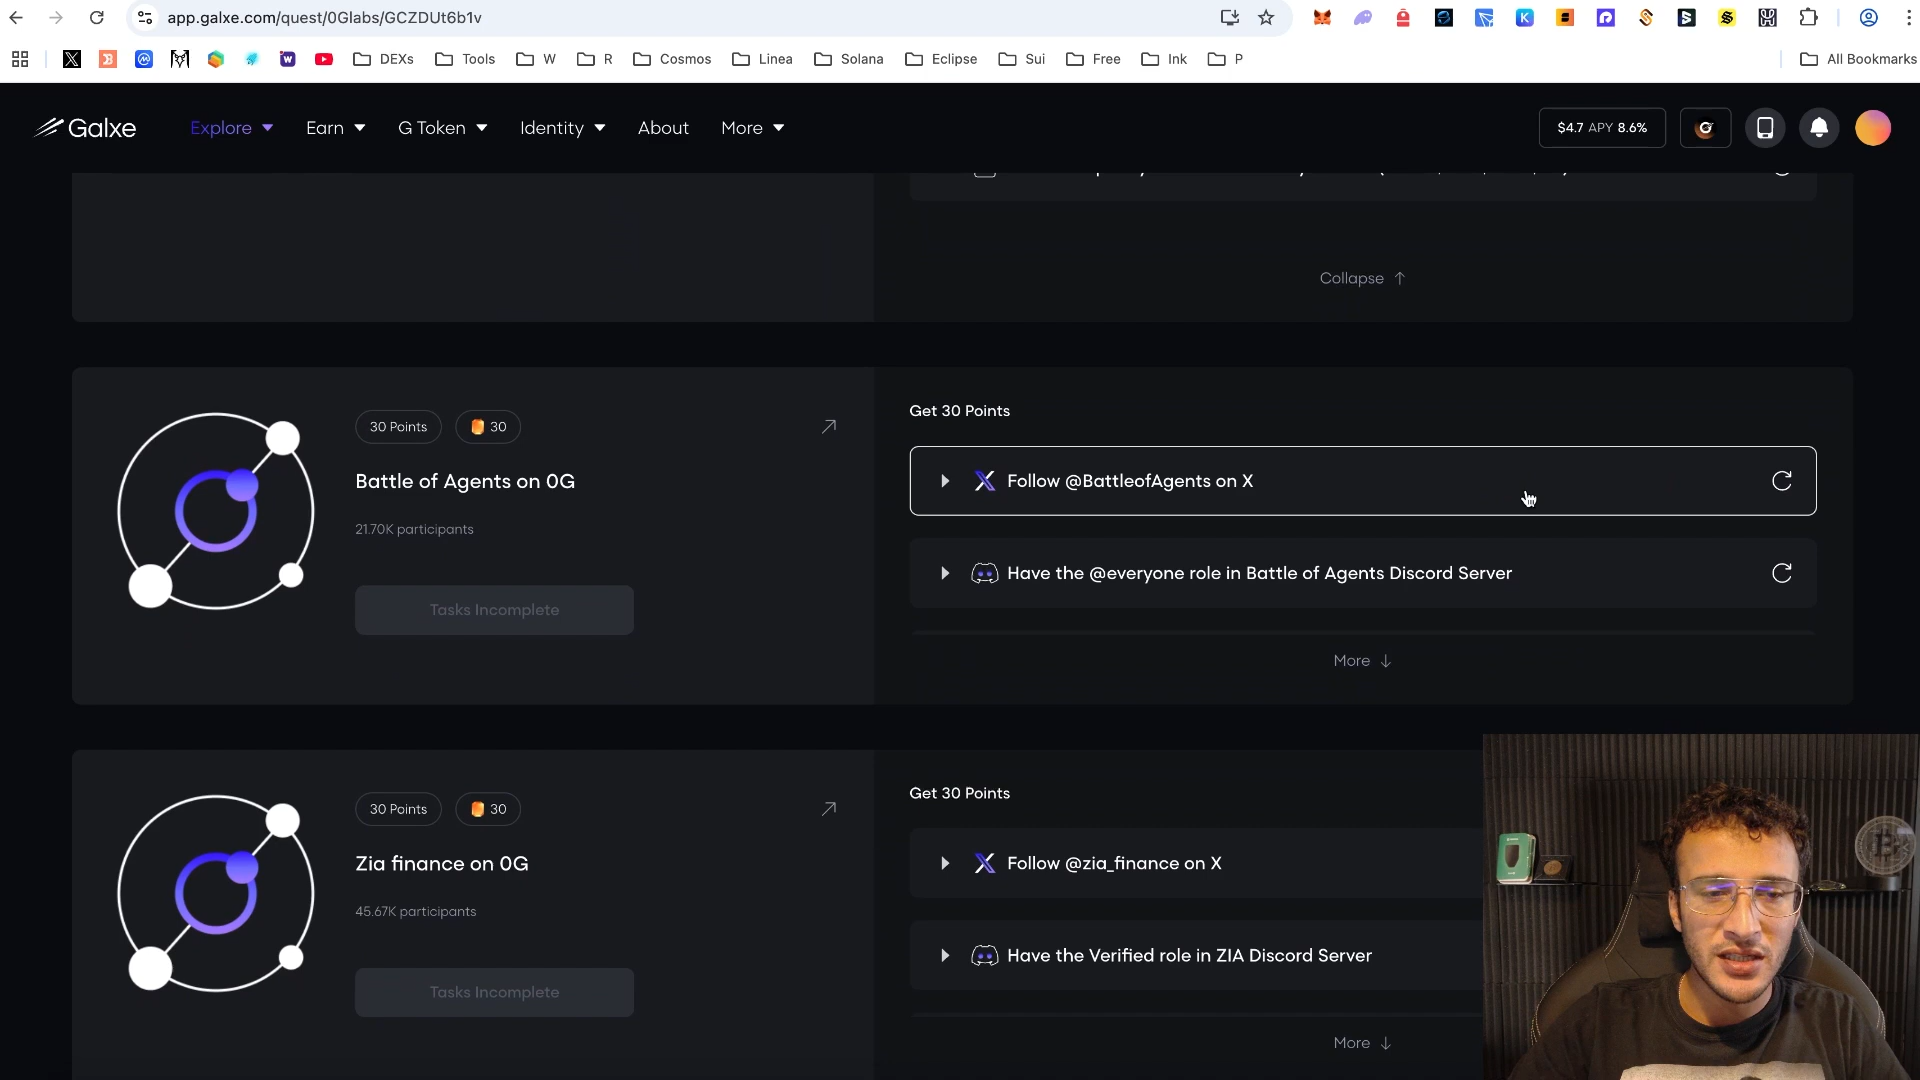 app.galxe.com/quest/0Glabs/GCZDUt6b1v
DEXs
Tools
W
R
Cosmos
Linea
Solana
Eclipse
Sui
Free
Ink
P
All Bookmarks
Galxe
Explore
Earn
G Token
Identity
About
More
$4.7 APY 8.6%
Collapse ↑
30 Points
30
Battle of Agents on 0G
21.70K participants
Tasks Incomplete
Get 30 Points
Follow @BattleofAgents on X
Have the @everyone role in Battle of Agents Discord Server
More ↓
30 Points
30
Zia finance on 0G
45.67K participants
Tasks Incomplete
Get 30 Points
Follow @zia_finance on X
Have the Verified role in ZIA Discord Server
More ↓